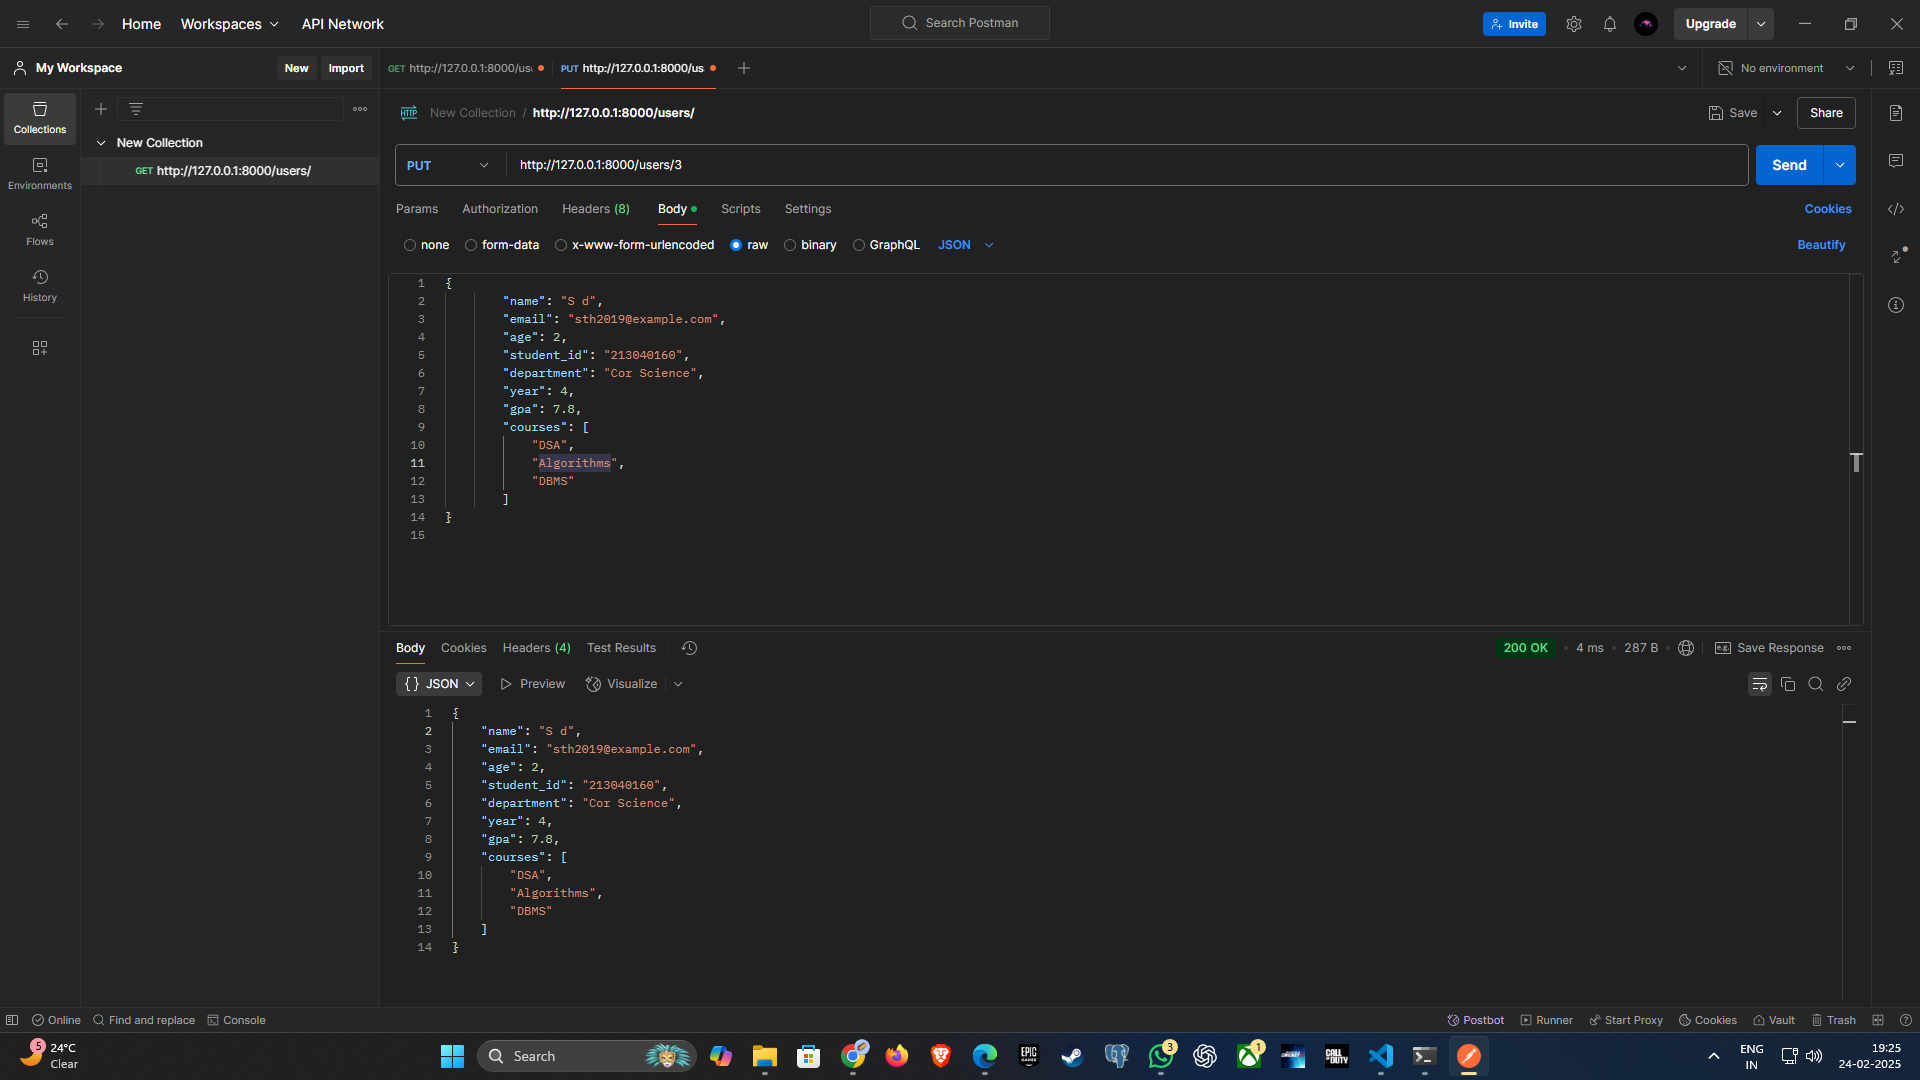 Home Workspaces API Network
Search Postman
Invite
Upgrade
My Workspace
New Import
GET http://127.0.0.1:8000/us
PUT http://127.0.0.1:8000/us
No environment
Collections
Environments
Flows
History
New Collection
GET http://127.0.0.1:8000/users/
HTTP New Collection / http://127.0.0.1:8000/users/
Save Share
PUT http://127.0.0.1:8000/users/3
Send
Params Authorization Headers (8) Body Scripts Settings
Cookies
none form-data x-www-form-urlencoded raw binary GraphQL JSON
Beautify
1 {
2 "name": "S d",
3 "email": "sth2019@example.com",
4 "age": 2,
5 "student_id": "213040160",
6 "department": "Cor Science",
7 "year": 4,
8 "gpa": 7.8,
9 "courses": [
10 "DSA",
11 "Algorithms",
12 "DBMS"
13 ]
14 }
15
Body Cookies Headers (4) Test Results
200 OK 4 ms 287 B e.g. Save Response
{} JSON Preview Visualize
1 {
2 "name": "S d",
3 "email": "sth2019@example.com",
4 "age": 2,
5 "student_id": "213040160",
6 "department": "Cor Science",
7 "year": 4,
8 "gpa": 7.8,
9 "courses": [
10 "DSA",
11 "Algorithms",
12 "DBMS"
13 ]
14 }
Online Find and replace Console
Postbot Runner Start Proxy Cookies Vault Trash
5
24°C
Clear
Search
EPIC GAMES
3
1
CALL OF DUTY
ENG
IN
19:25
24-02-2025